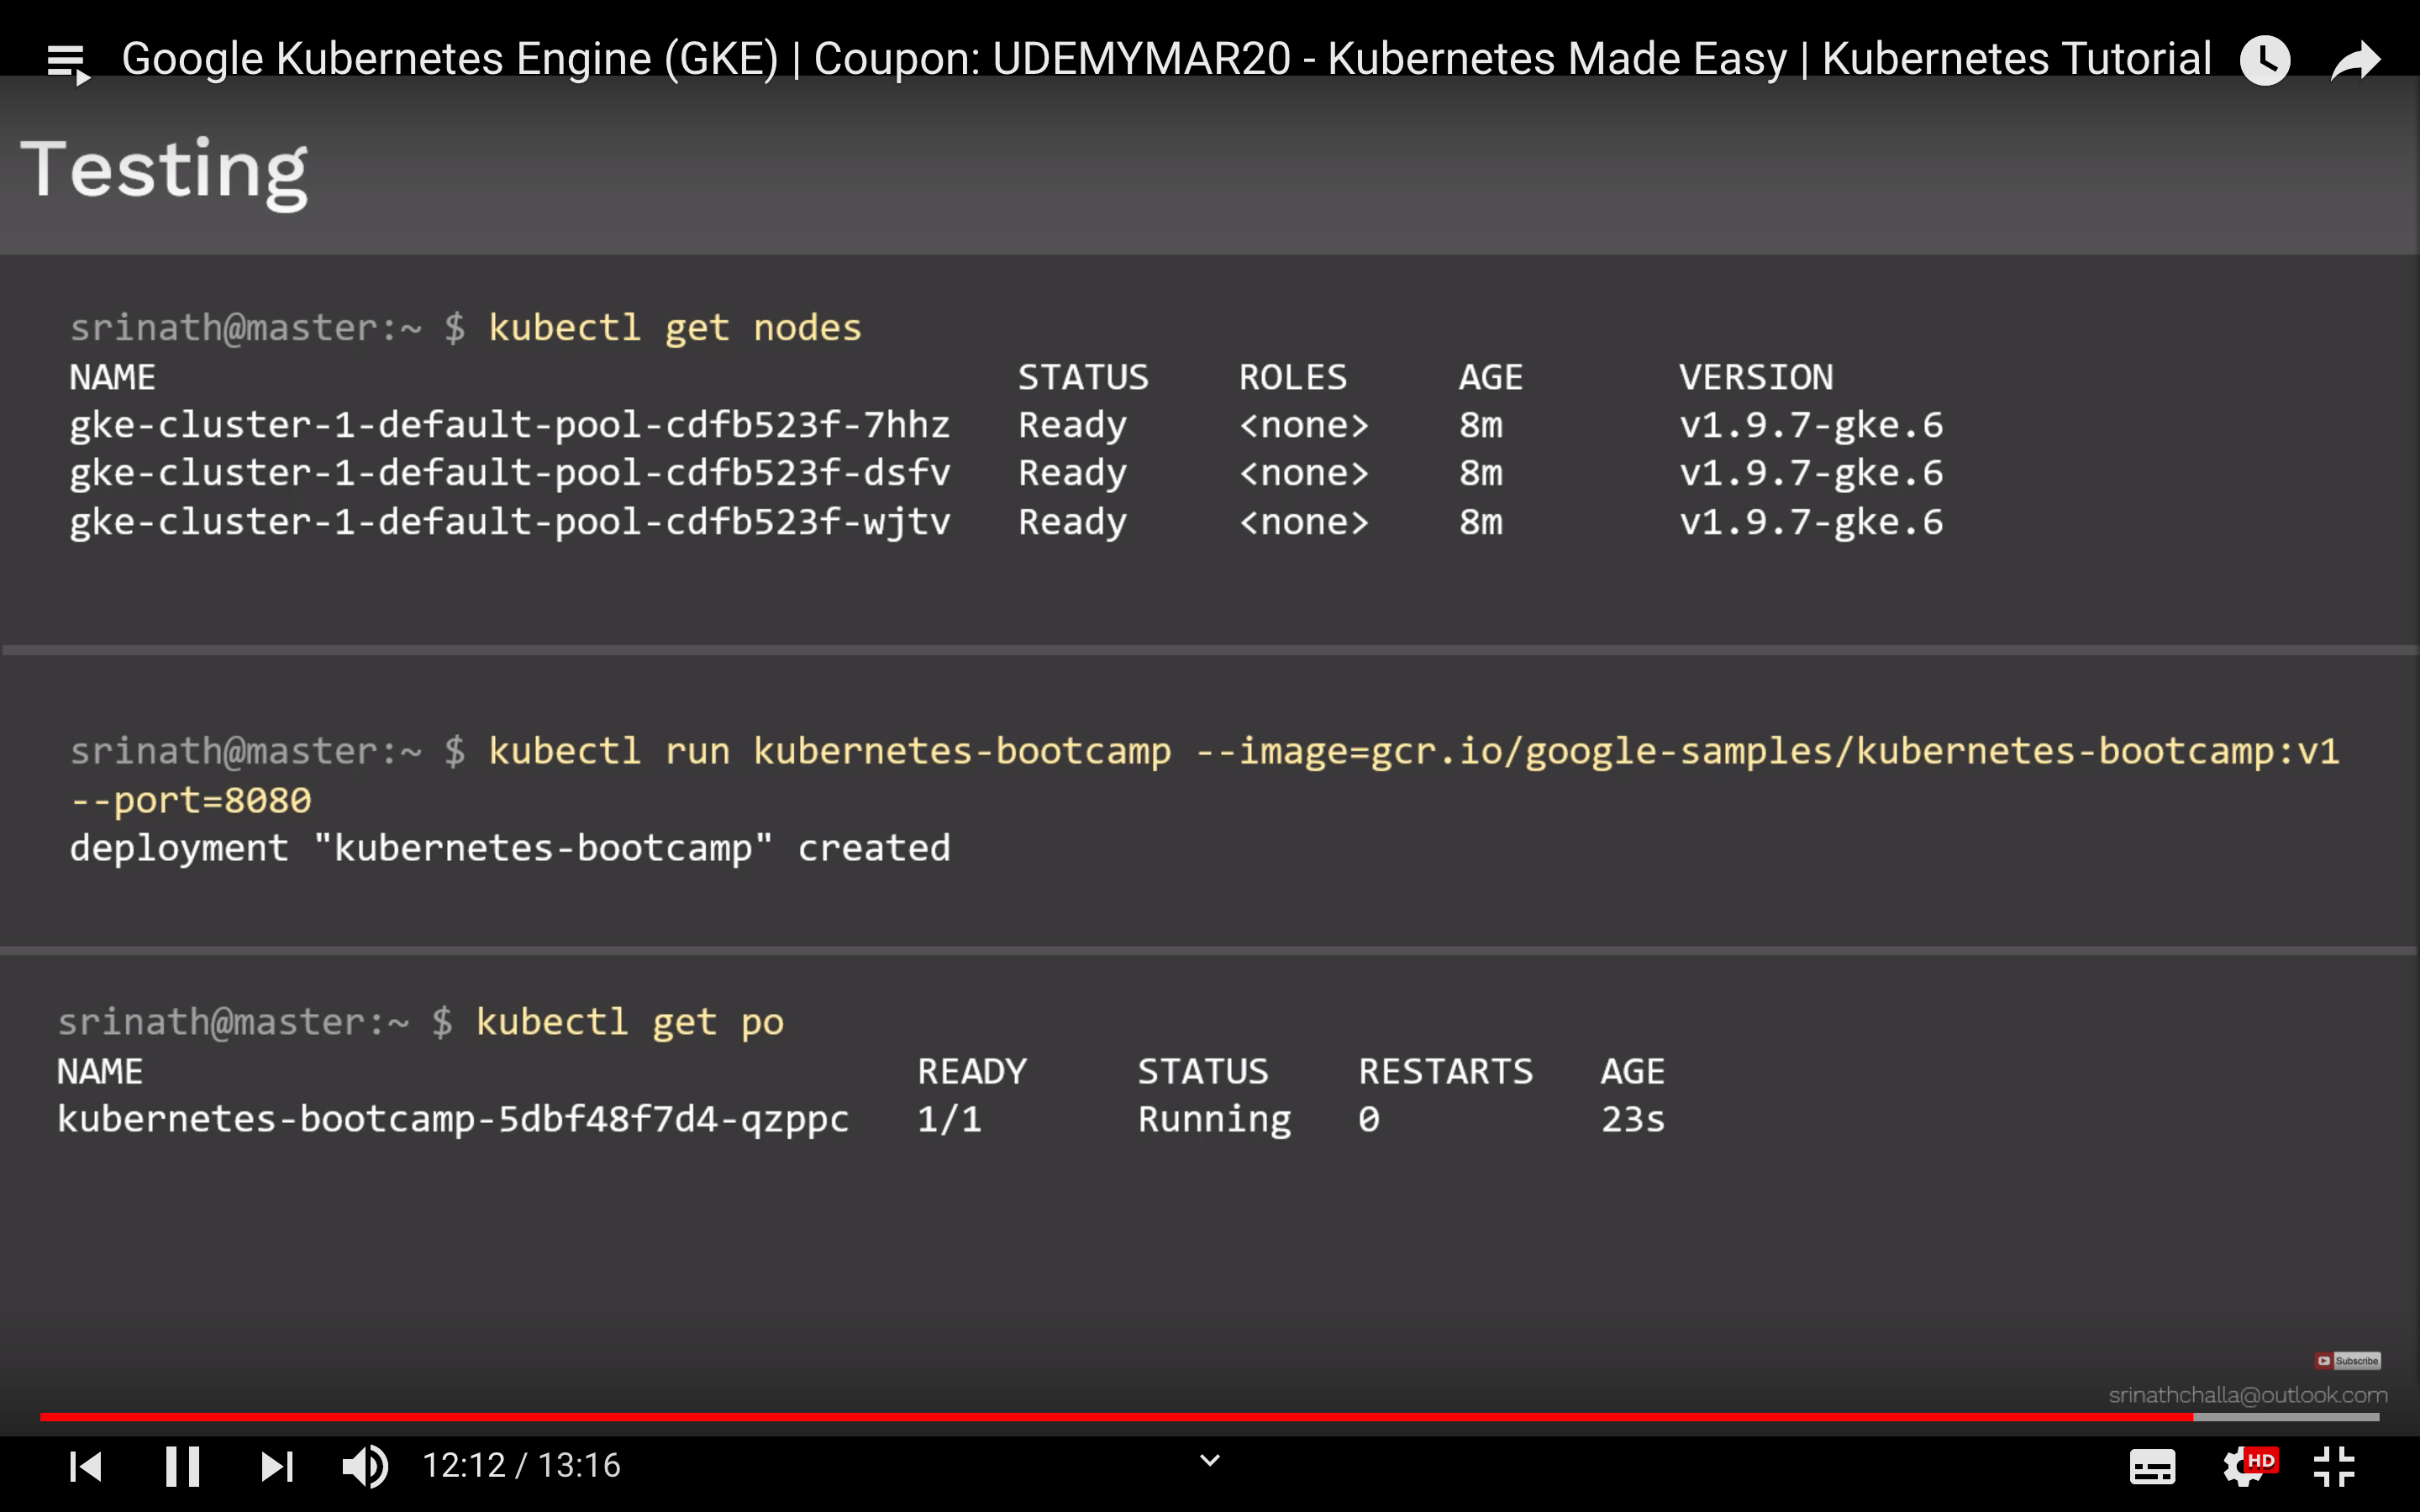 Google Kubernetes Engine (GKE) | Coupon: UDEMYMAR20 - Kubernetes Made Easy | Kubernetes Tutorial
Testing
srinath@master:~ $ kubectl get nodes
NAME STATUS ROLES AGE VERSION
gke-cluster-1-default-pool-cdfb523f-7hhz Ready <none> 8m v1.9.7-gke.6
gke-cluster-1-default-pool-cdfb523f-dsfv Ready <none> 8m v1.9.7-gke.6
gke-cluster-1-default-pool-cdfb523f-wjtv Ready <none> 8m v1.9.7-gke.6
srinath@master:~ $ kubectl run kubernetes-bootcamp --image=gcr.io/google-samples/kubernetes-bootcamp:v1
--port=8080
deployment "kubernetes-bootcamp" created
srinath@master:~ $ kubectl get po
NAME READY STATUS RESTARTS AGE
kubernetes-bootcamp-5dbf48f7d4-qzppc 1/1 Running 0 23s
Subscribe
srinathchalla@outlook.com
12:12 / 13:16
HD